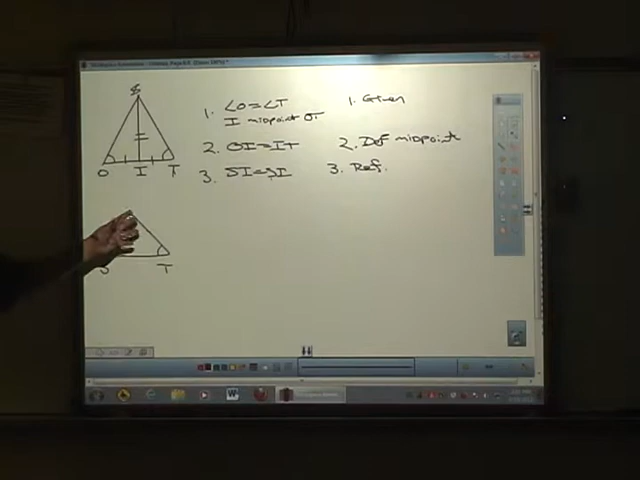 S
O I T
1. ∠O=∠T
I midpoint OT
1. Given
2. OI=IT
2. Def midpoint
3. SI=SI
3. Ref.
T